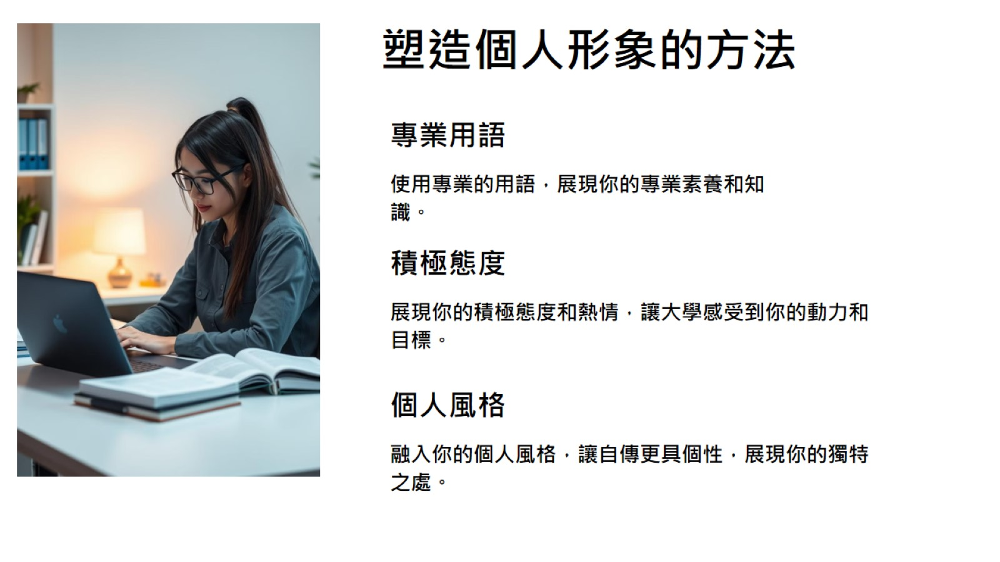 塑造個人形象的方法
專業用語
使用專業的用語，展現你的專業素養和知
識。
積極態度
展現你的積極態度和熱情，讓大學感受到你的動力和
目標。
個人風格
融入你的個人風格，讓自傳更具個性，展現你的獨特
之處。